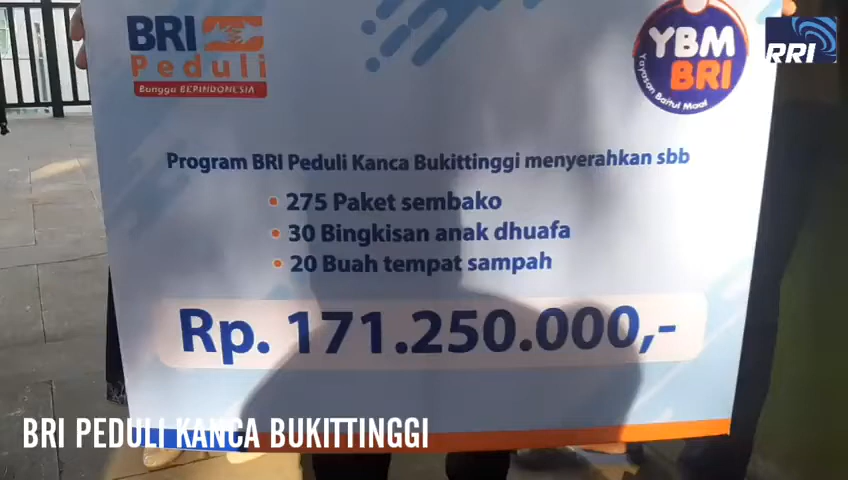 BRI
Peduli
Bangga BERINDONESIA
YBM
BRI
Yayasan Baitul Maal
RRI
Program BRI Peduli Kanca Bukittinggi menyerahkan sbb
• 275 Paket sembako
• 30 Bingkisan anak dhuafa
• 20 Buah tempat sampah
Rp. 171.250.000,-
BRI PEDULI KANCA BUKITTINGGI